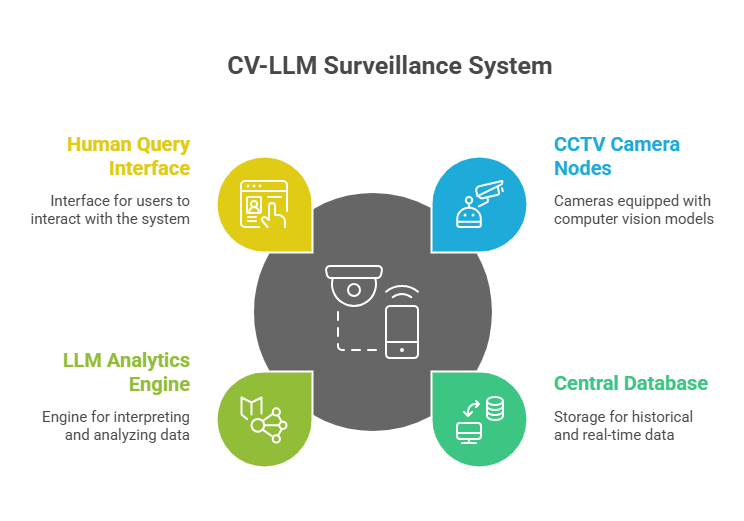 CV-LLM Surveillance System
Human Query
Interface
Interface for users to
interact with the system
CCTV Camera
Nodes
Cameras equipped with
computer vision models
LLM Analytics
Engine
Engine for interpreting
and analyzing data
Central Database
Storage for historical
and real-time data